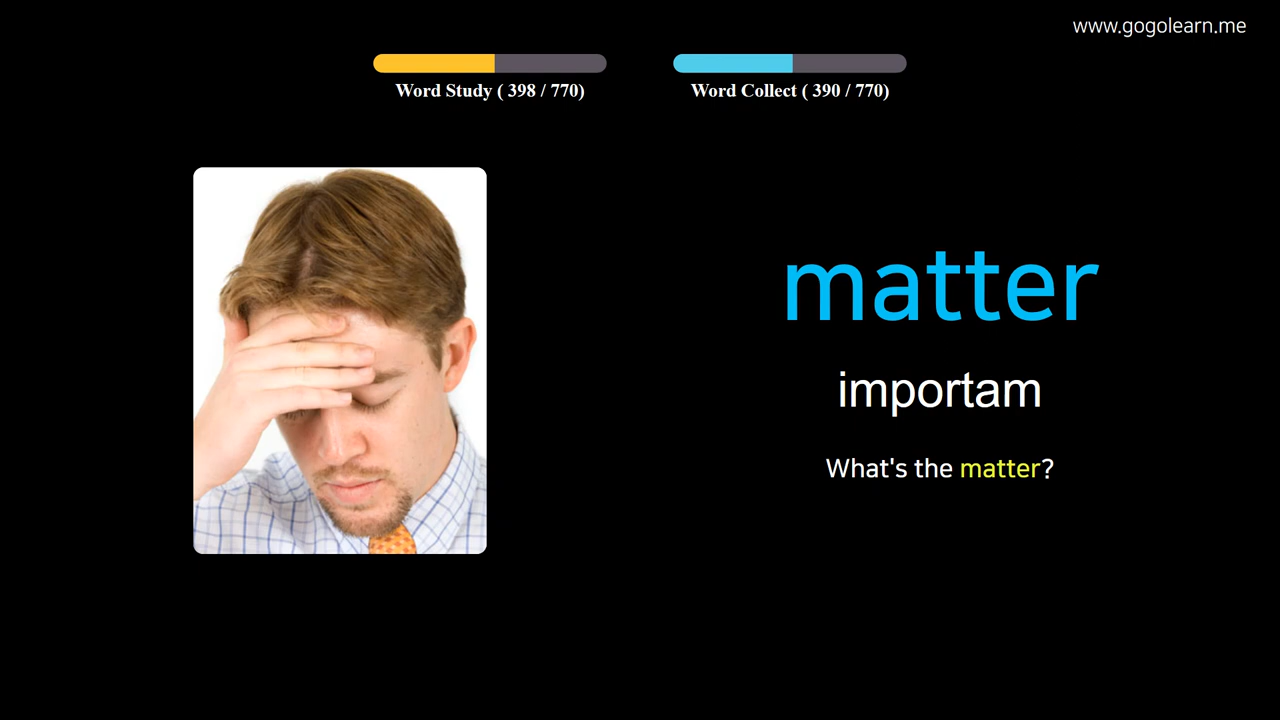 www.gogolearn.me
Word Study ( 398 / 770)
Word Collect ( 390 / 770)
matter
importam
What's the matter?